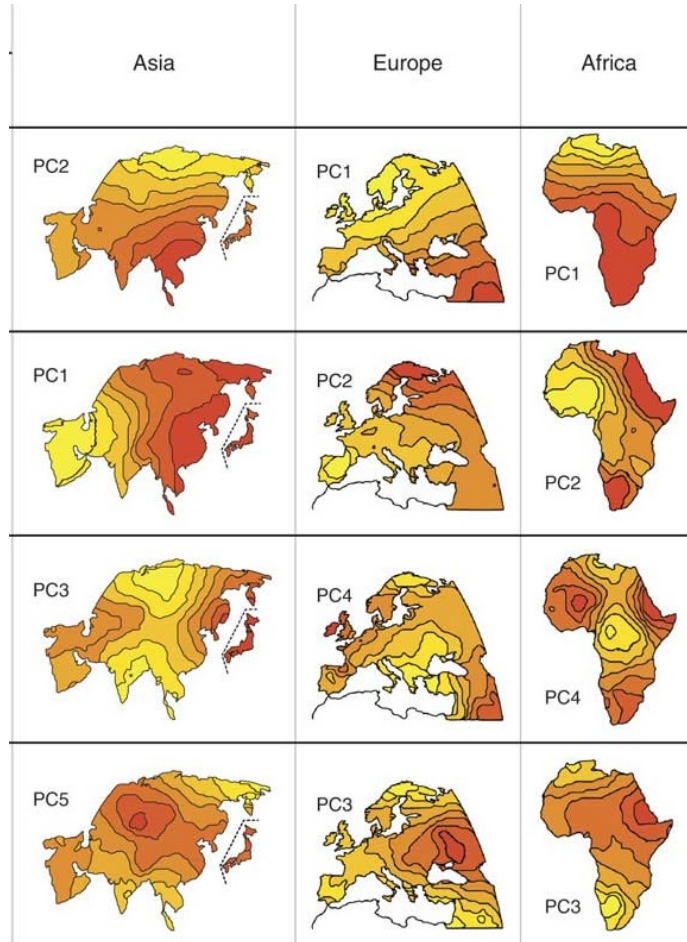 Asia Europe Africa
PC2 PC1 PC1
PC1 PC2 PC2
PC3 PC4 PC4
PC5 PC3 PC3